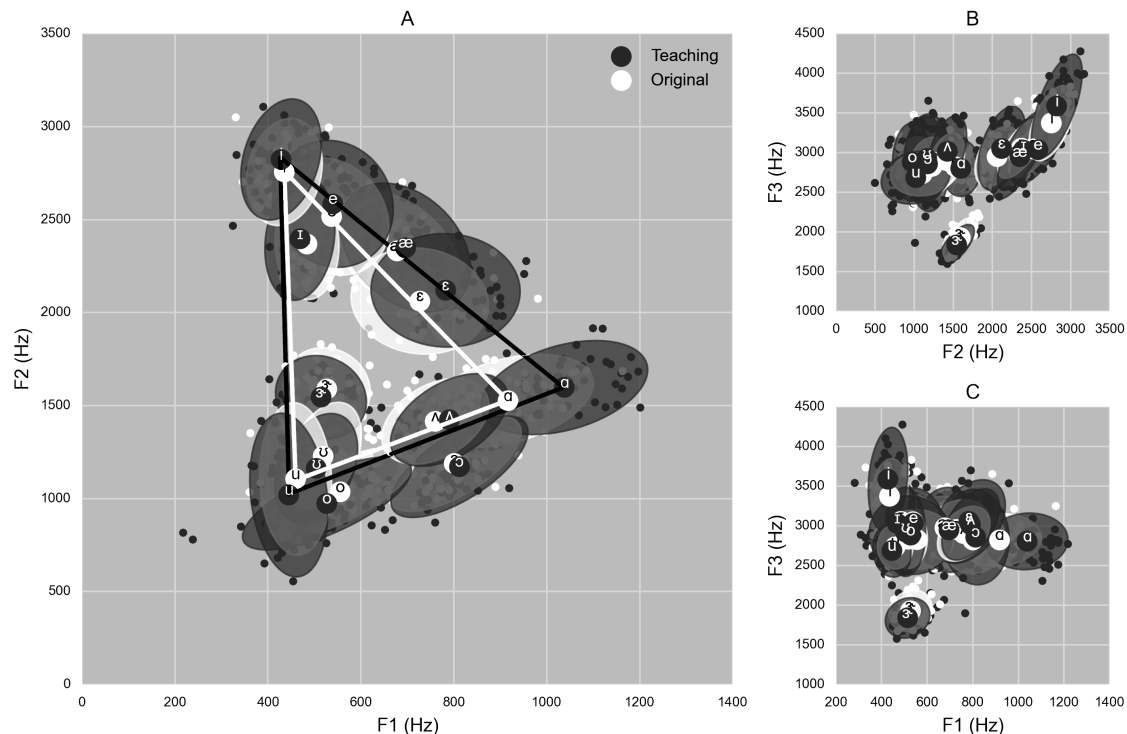 A
3500
3000
2500
2000
1500
1000
500
0
0 200 400 600 800 1000 1200 1400
F1 (Hz)
F2 (Hz)
Teaching
Original
i
e
ɪ
æ
ɛ
ɛ
ɑ
ɑ
ɝ
ɝ
ʌ
ʌ
ʊ
ʊ
ɔ
u
u
o
o
B
4500
4000
3500
3000
2500
2000
1500
1000
0 500 1000 1500 2000 2500 3000 3500
F2 (Hz)
F3 (Hz)
i
ɛ
ɪ
e
æ
ʌ
o
u
ɑ
ɝ
C
4500
4000
3500
3000
2500
2000
1500
1000
200 400 600 800 1000 1200 1400
F1 (Hz)
F3 (Hz)
i
ɪ
e
æ
ʌ
ɔ
ɑ
ɑ
u
ɝ